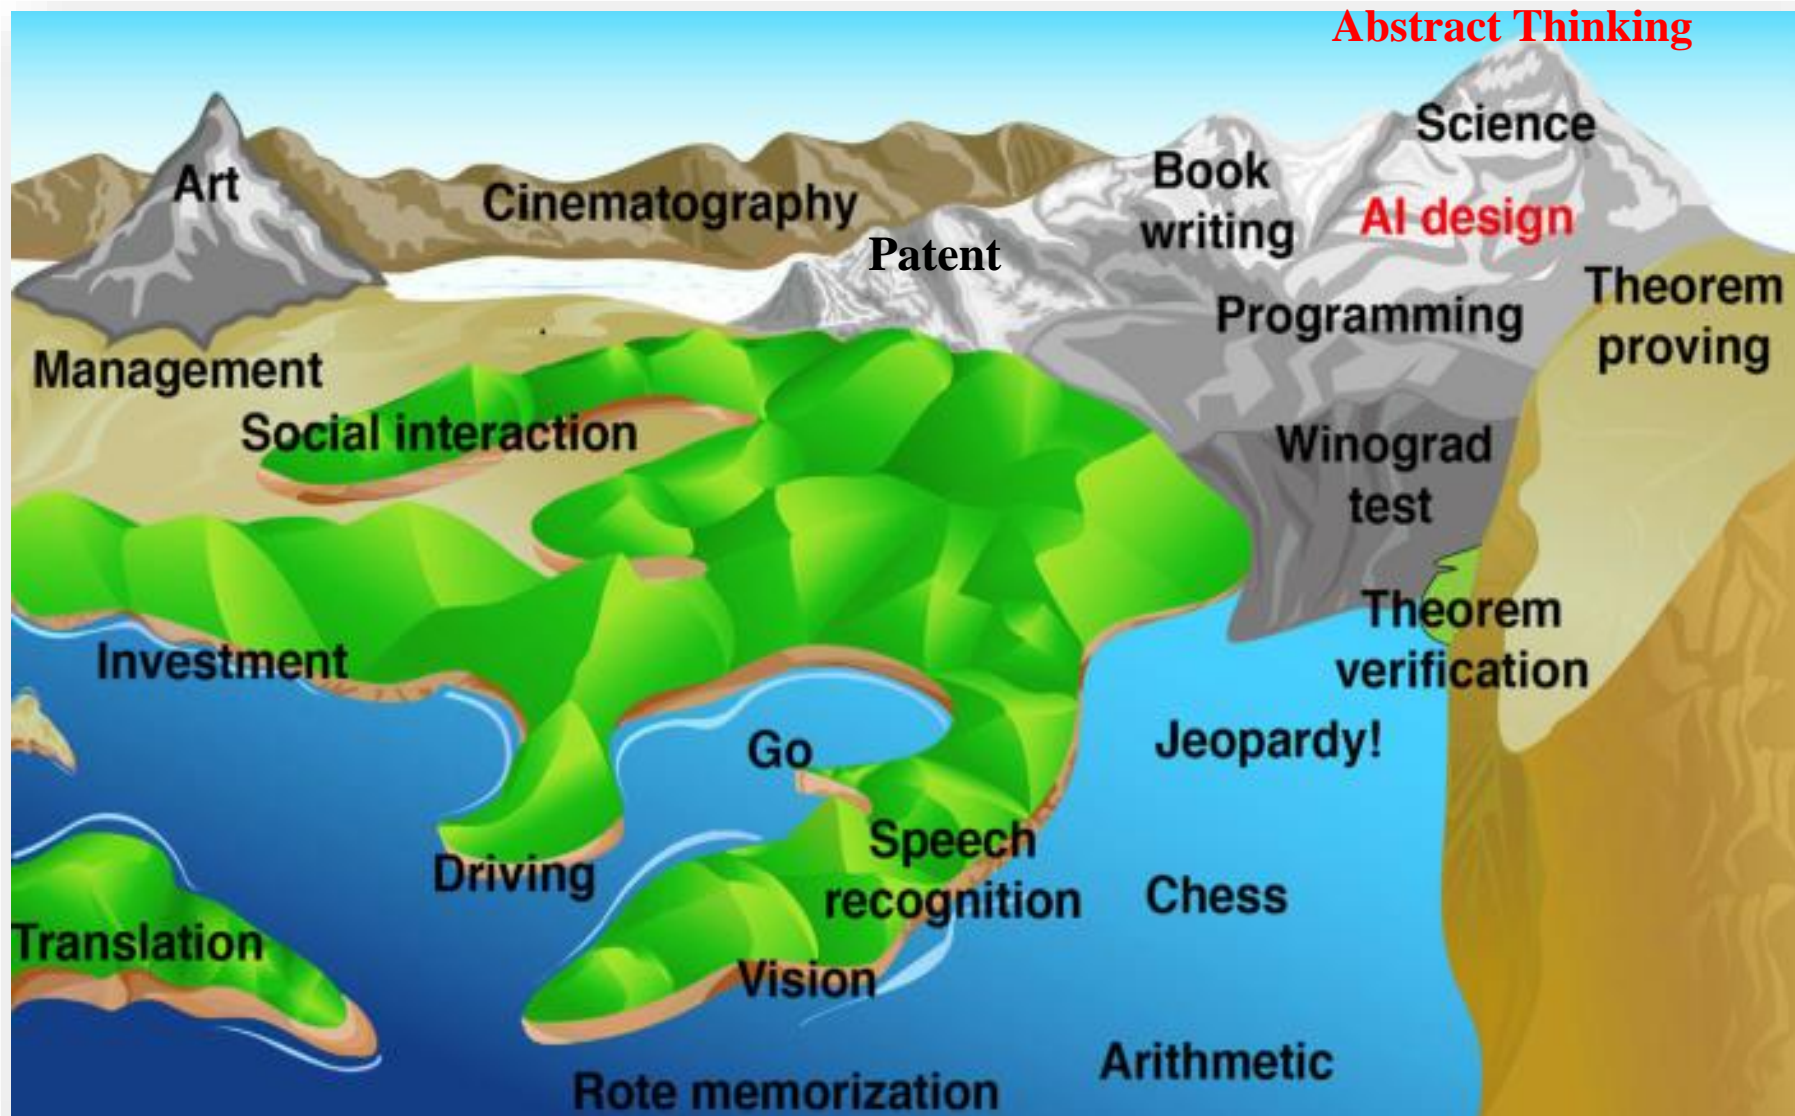 Abstract Thinking
Science
Art
Book
writing
Cinematography
AI design
Patent
Theorem
proving
Programming
Management
Social interaction
Winograd
test
Theorem
verification
Investment
Go
Jeopardy!
Speech
recognition
Driving
Chess
Translation
Vision
Arithmetic
Rote memorization